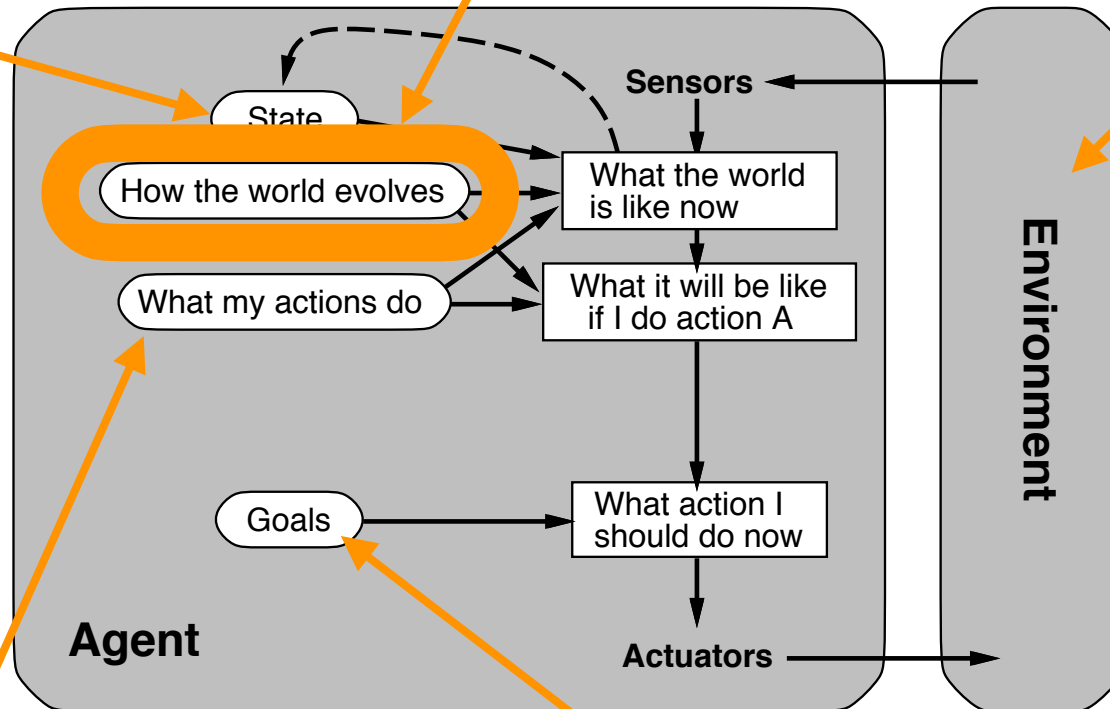 Sensors
State
How the world evolves
What the world
is like now
What my actions do
What it will be like
if I do action A
Goals
What action I
should do now
Agent
Actuators
Environment